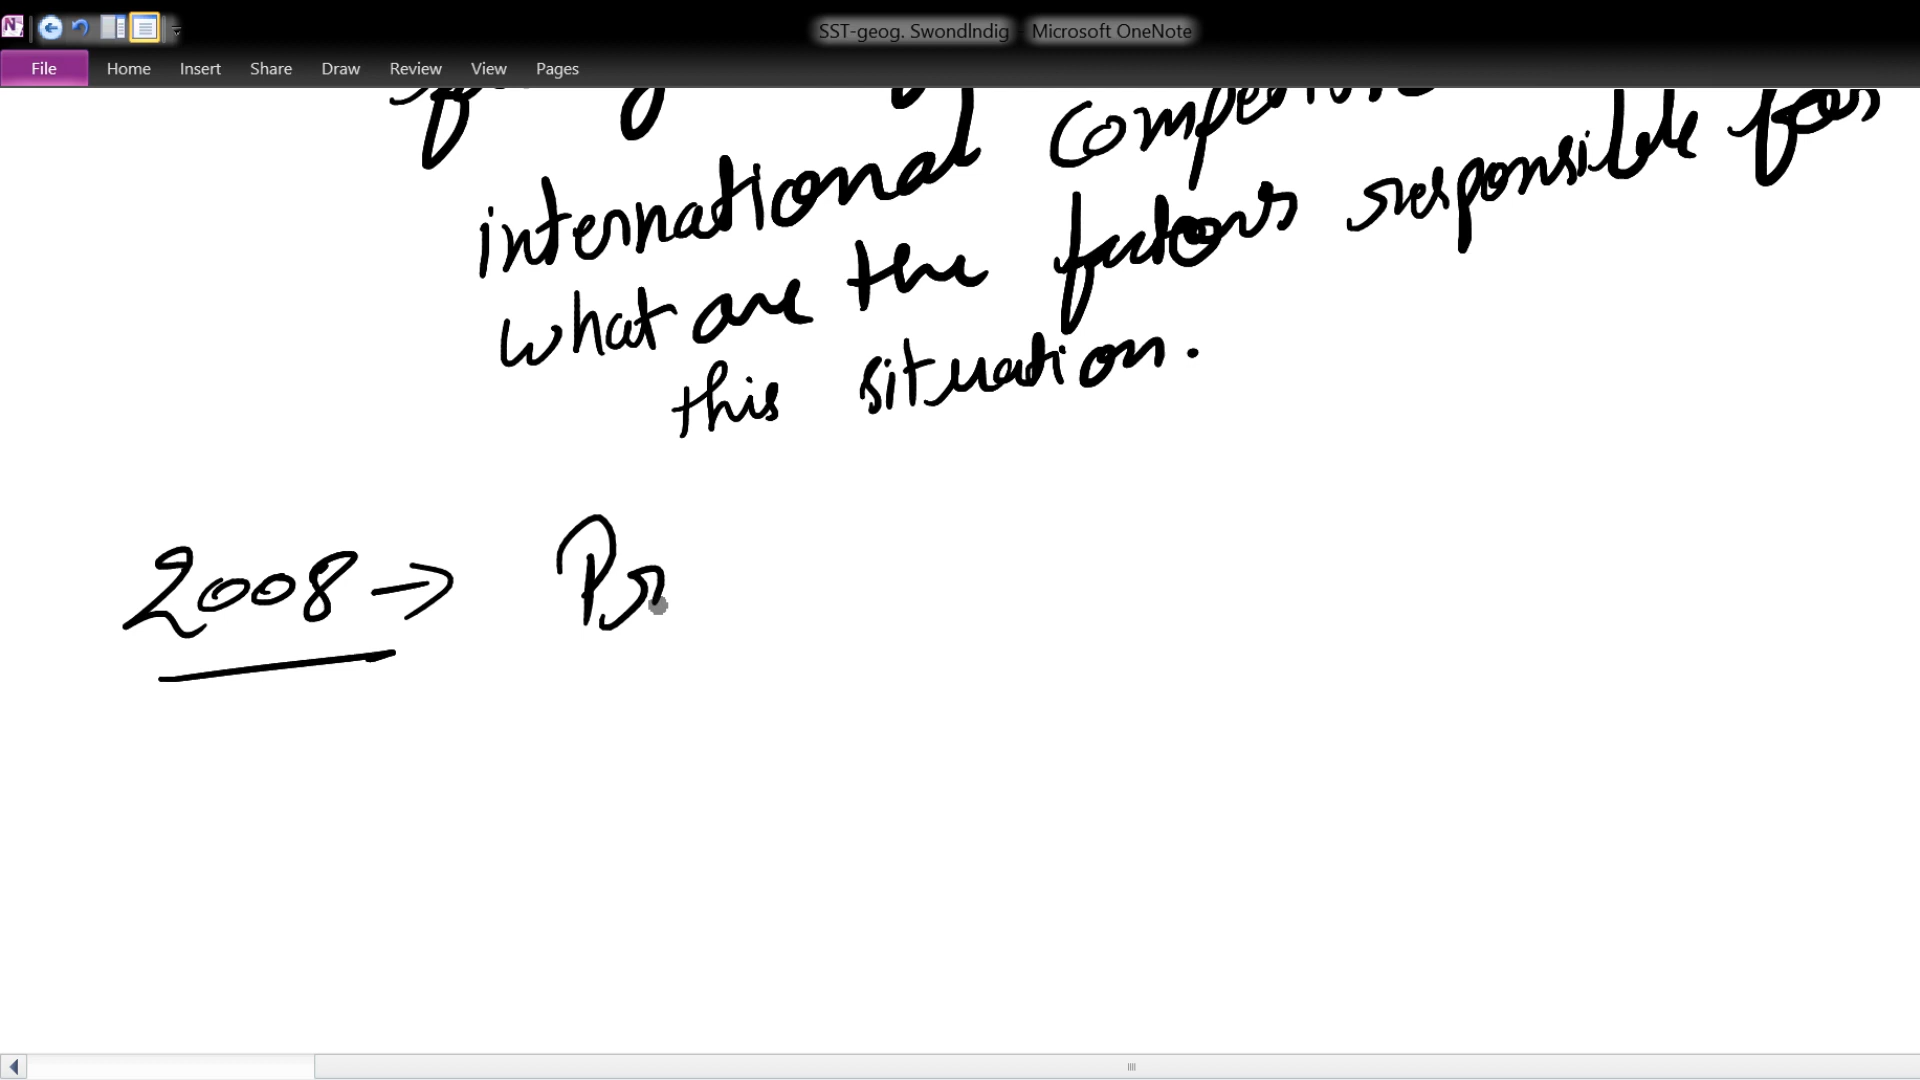 SST-geog. SwondIndig - Microsoft OneNote
File Home Insert Share Draw Review View Pages
international
what are the factors responsible for
this situation.
2008 → Pr